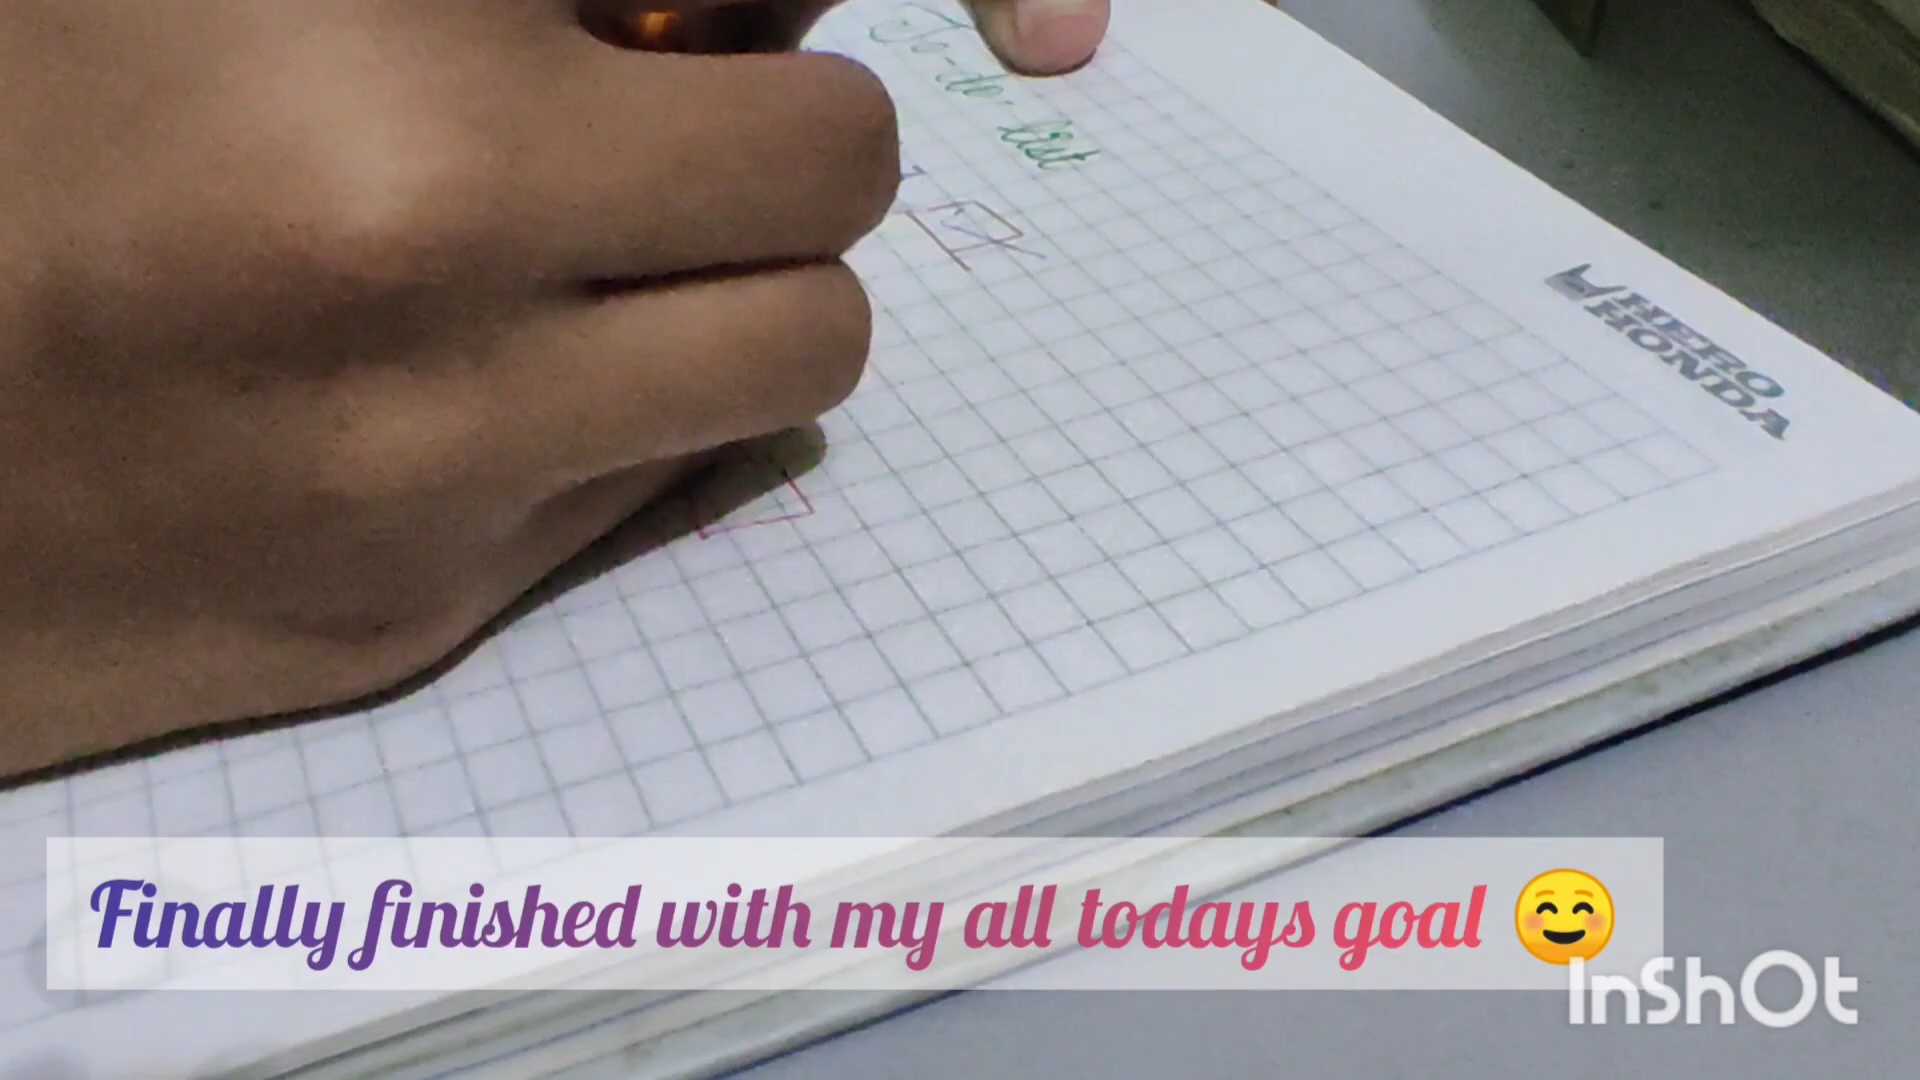 To-do-list
HERO
HONDA
Finally finished with my all todays goal 😊
InShOt